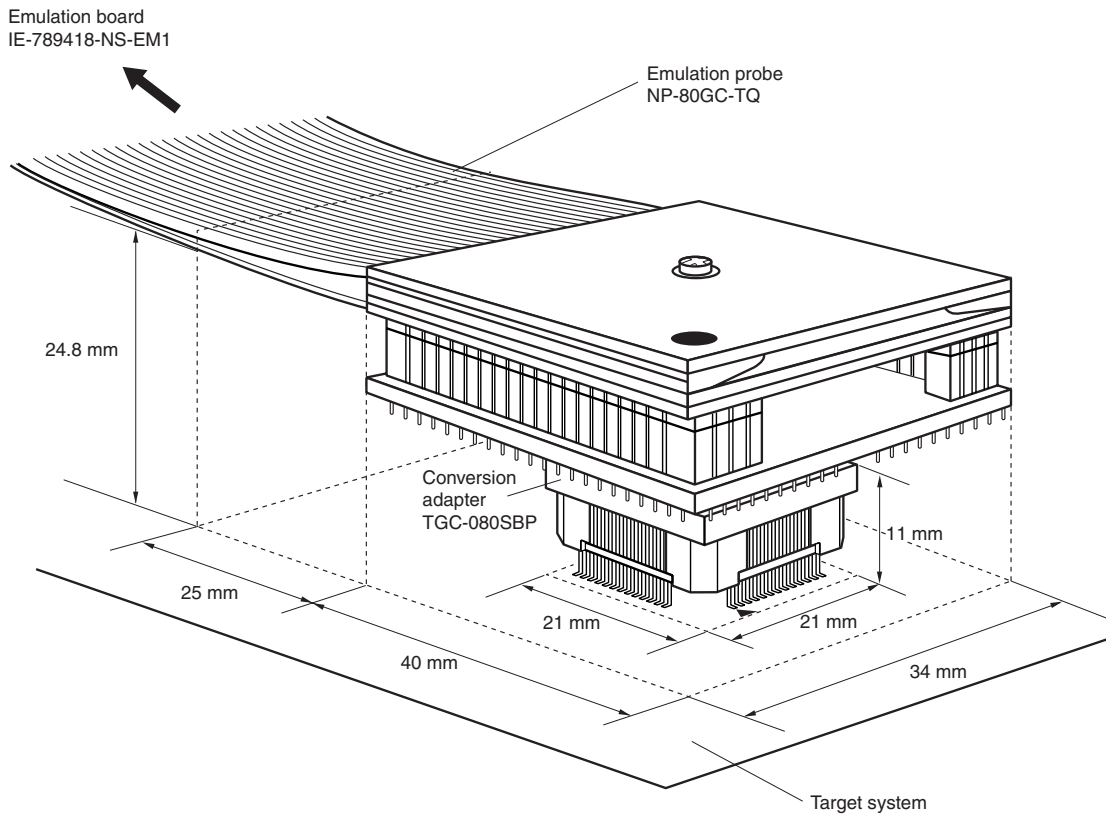 Emulation board
IE-789418-NS-EM1
Emulation probe
NP-80GC-TQ
24.8 mm
Conversion
adapter
TGC-080SBP
11 mm
25 mm
21 mm
21 mm
40 mm
34 mm
Target system